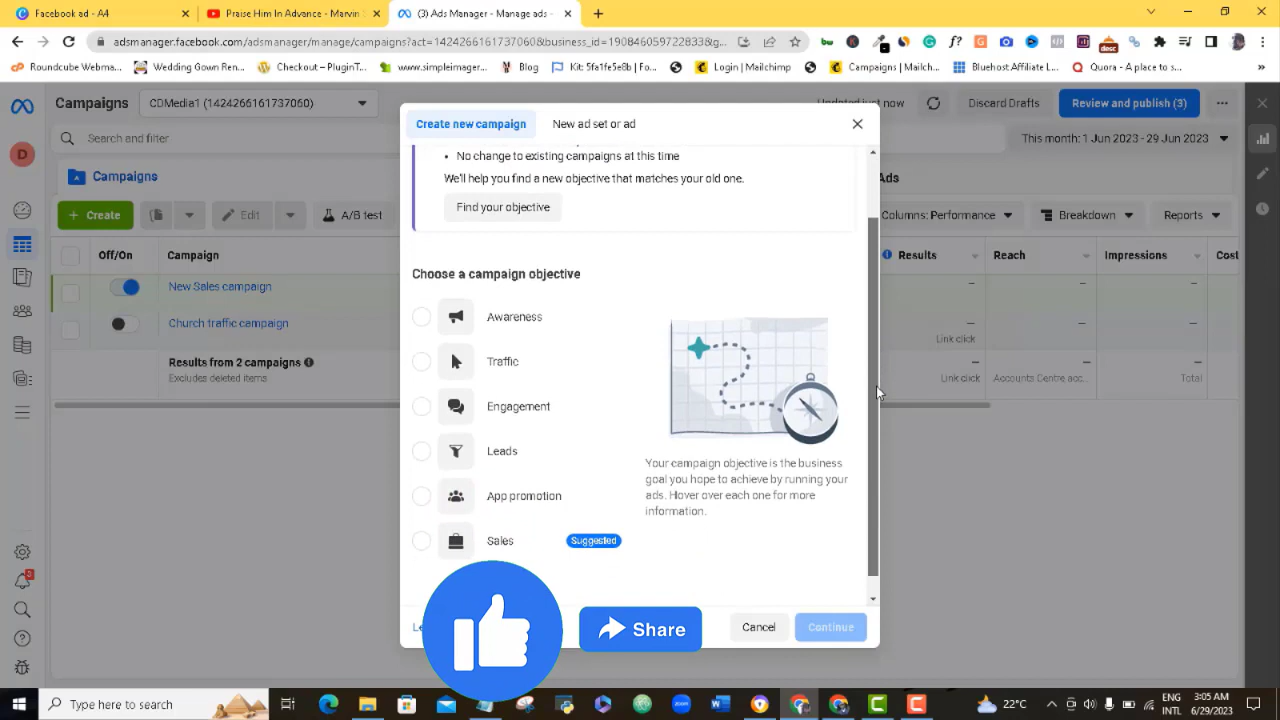 Facebook ad - A4
Praise Him In Advance - Marvin
(3) Ads Manager - Manage ads -
adsmanager.facebook.com/adsmanager/manage/campaigns?act=1424266161737060&business_id=1908460597228338&g...
Roundcube Webma...
Wedding Gown Ren...
Checkout – PluginT...
www.simpleimager...
Blog
Kit: 5fa1fe5e8f | Fo...
Login | Mailchimp
Campaigns | Mailch...
Bluehost Affiliate L...
Quora - A place to s...
desc
Campaigns
CDMedia1 (1424266161737060)
Updated just now
Discard Drafts
Review and publish (3)
Create new campaign
New ad set or ad
Search and filter
This month: 1 Jun 2023 - 29 Jun 2023
D
No change to existing campaigns at this time
Campaigns
Ads
We'll help you find a new objective that matches your old one.
Find your objective
Create
Edit
A/B test
Columns: Performance
Breakdown
Reports
Off/On
Campaign
Results
Reach
Impressions
Cost
Choose a campaign objective
New Sales campaign
Church traffic campaign
Link click
Results from 2 campaigns
Excludes deleted items
Link click
Accounts Centre acc...
Total
Awareness
Traffic
Engagement
Leads
App promotion
Sales
Suggested
Your campaign objective is the business
goal you hope to achieve by running your
ads. Hover over each one for more
information.
Le
Share
Cancel
Continue
Type here to search
zoom
22°C
ENG
INTL
3:05 AM
6/29/2023